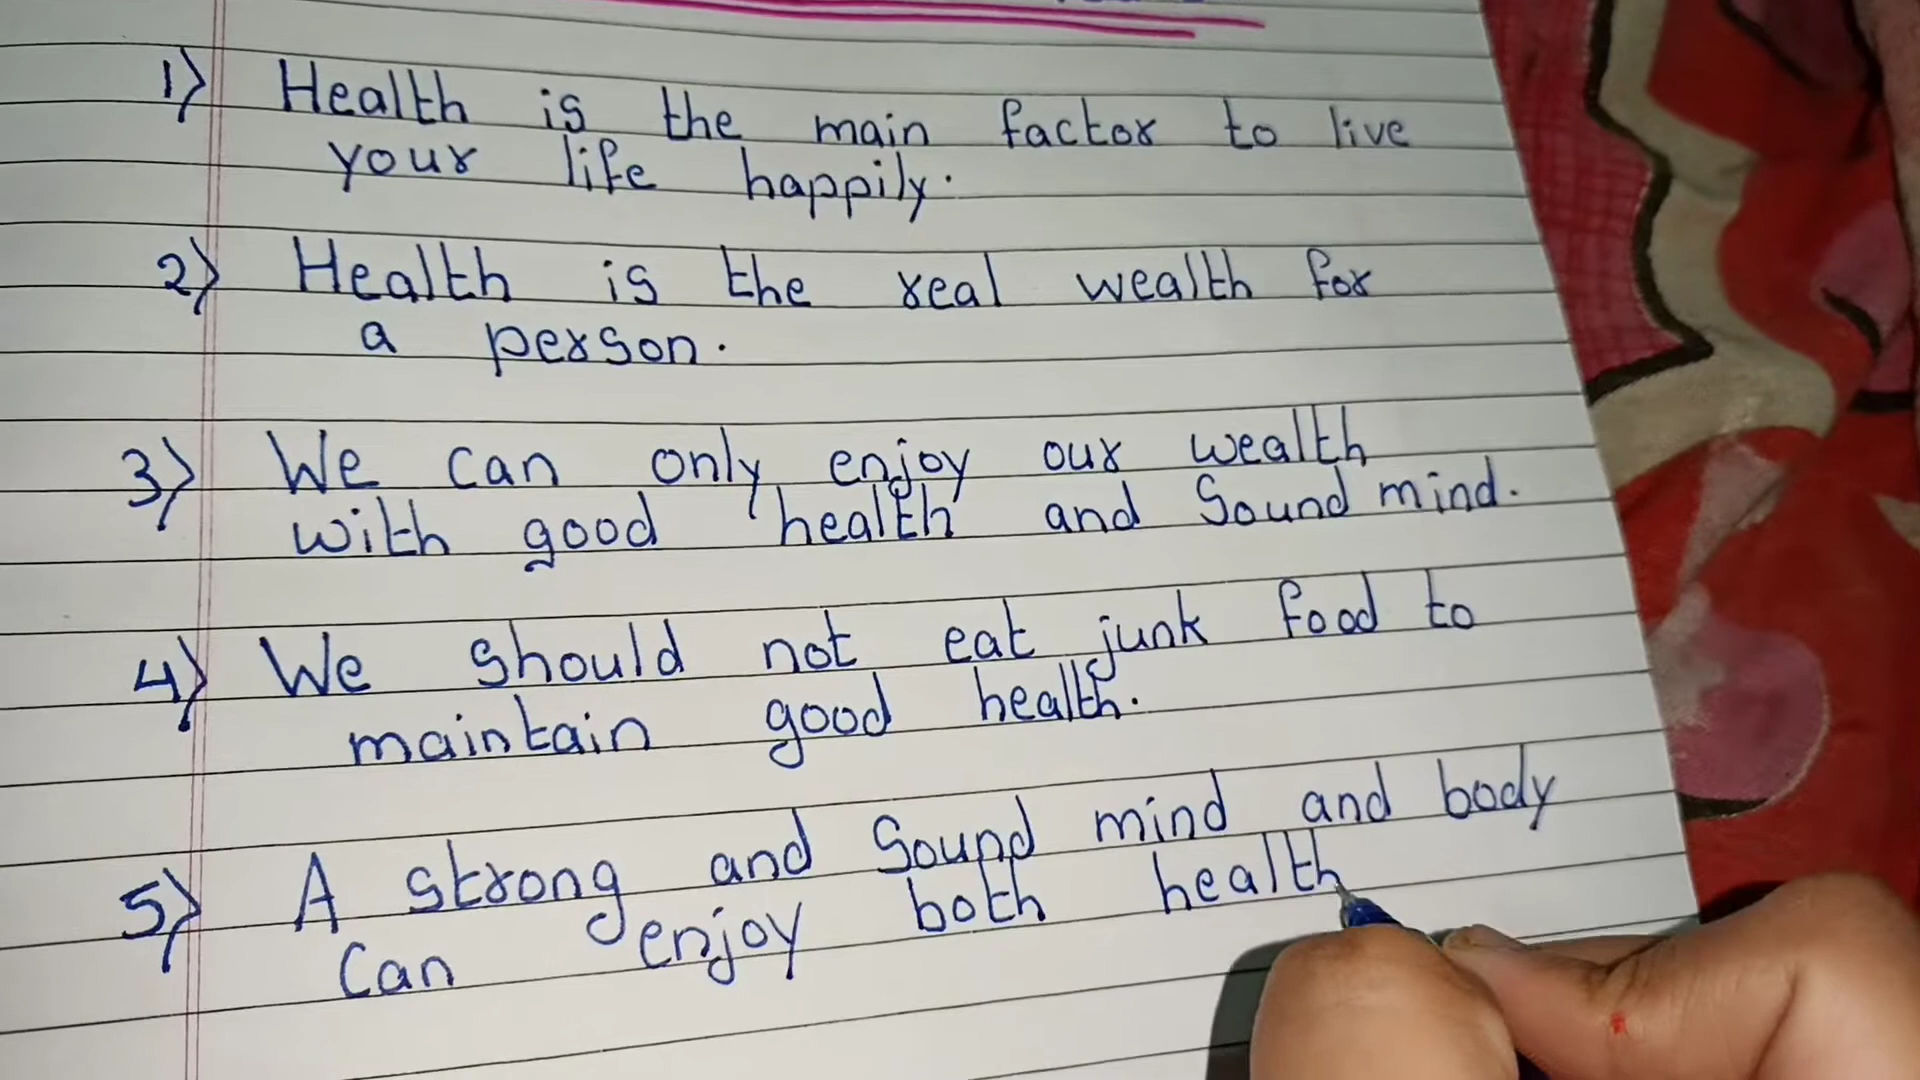 1) Health is the main factor to live
your life happily.
2) Health is the real wealth for
a person.
3) We can only enjoy our wealth
with good health and Sound mind.
4) We should not eat junk food to
maintain good health.
5) A strong and Sound mind and body
Can enjoy both health